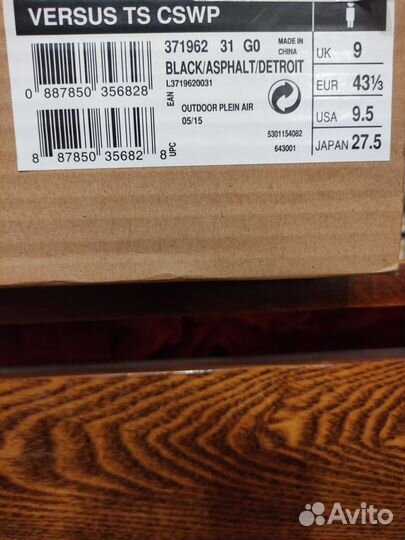 VERSUS TS CSWP
371962 31 G0 MADE IN CHINA
BLACK/ASPHALT/DETROIT
L3719620031
EAN
0 887850 356828
OUTDOOR PLEIN AIR
05/15
5301154082
643001
8 87850 35682 8 UPC
UK 9
EUR 43⅓
USA 9.5
JAPAN 27.5
Avito